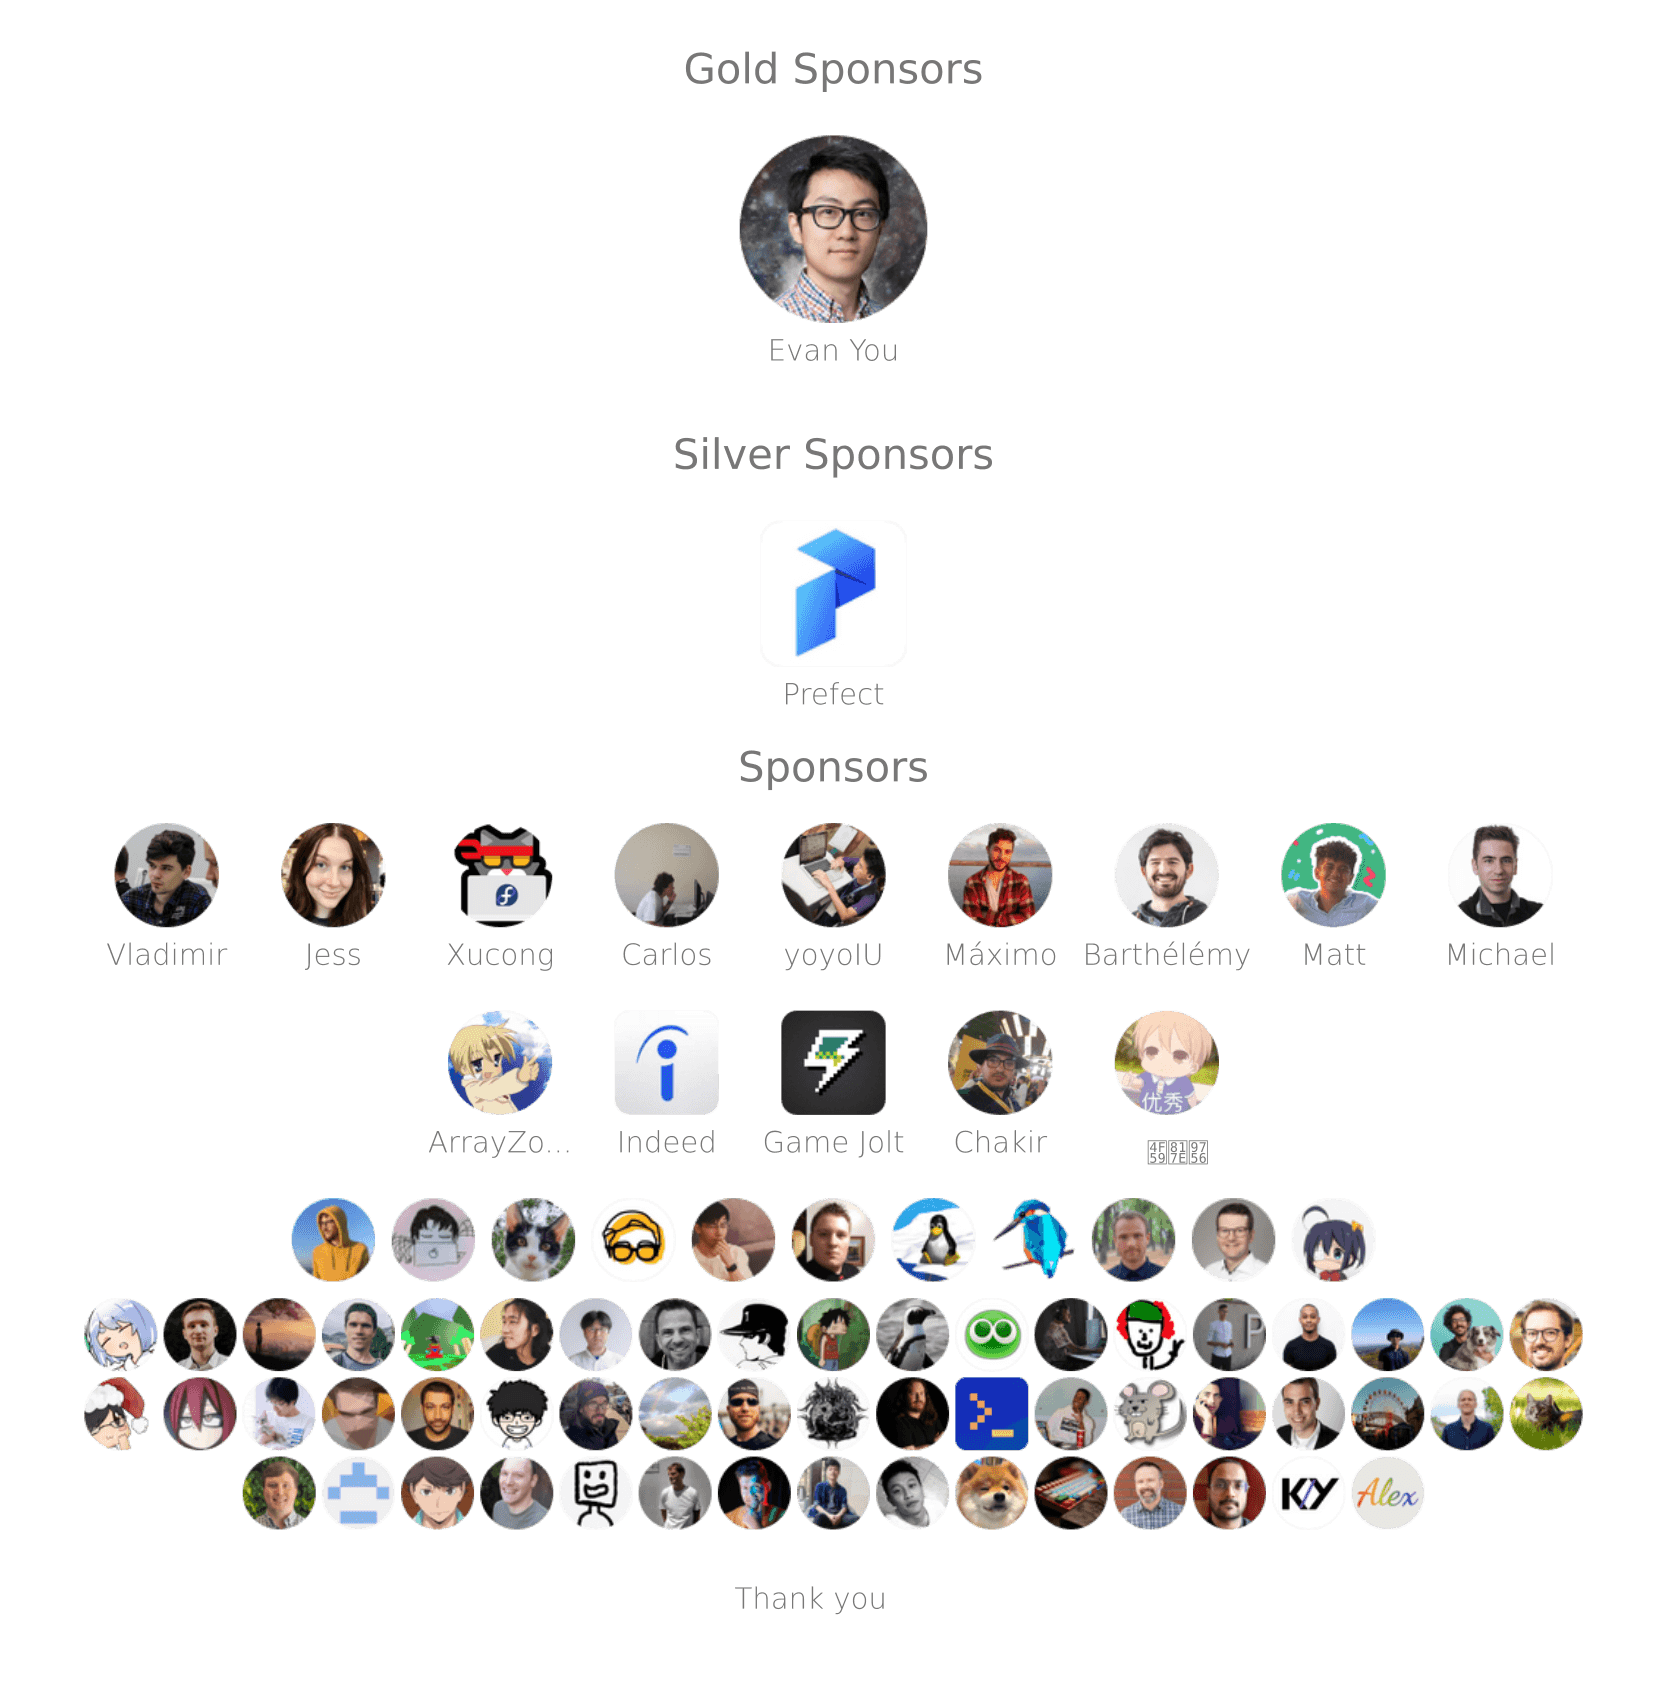 Gold Sponsors
Evan You
Silver Sponsors
Prefect
Sponsors
Vladimir Jess Xucong Carlos yoyolU Máximo Barthélémy Matt Michael
优秀
ArrayZo... Indeed Game Jolt Chakir
P
KY
Alex
Thank you